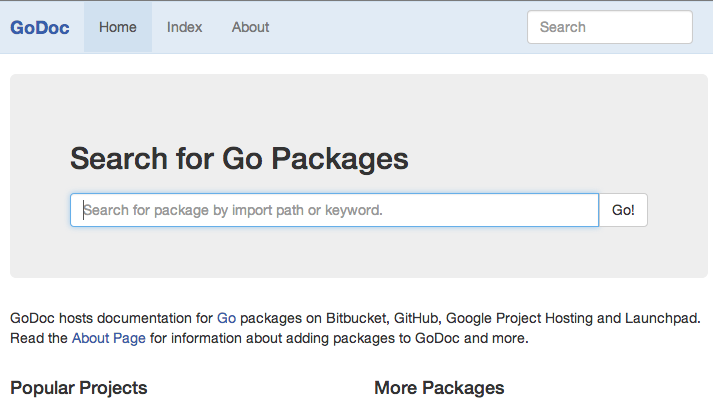 GoDoc Home Index About Search
Search for Go Packages
Search for package by import path or keyword. Go!
GoDoc hosts documentation for Go packages on Bitbucket, GitHub, Google Project Hosting and Launchpad.
Read the About Page for information about adding packages to GoDoc and more.
Popular Projects More Packages